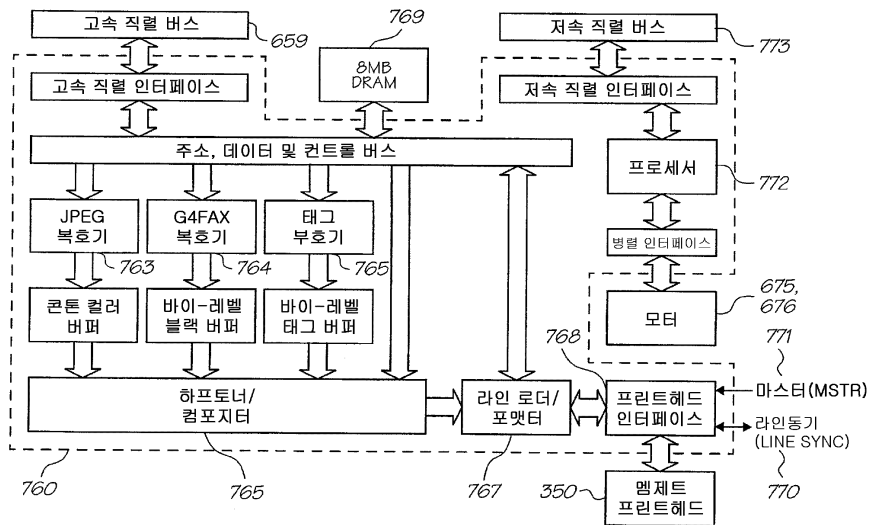 고속 직렬 버스
659
769
8MB
DRAM
저속 직렬 버스
773
고속 직렬 인터페이스
저속 직렬 인터페이스
주소, 데이터 및 컨트롤 버스
프로세서
772
JPEG
복호기
763
G4FAX
복호기
764
태그
부호기
765
병렬 인터페이스
콘톤 컬러
버퍼
바이-레벨
블랙 버퍼
바이-레벨
태그 버퍼
모터
675,
676
768
771
하프토너/
컴포지터
라인 로더/
포맷터
프린트헤드
인터페이스
마스터(MSTR)
라인동기
(LINE SYNC)
760
765
767
350
멤제트
프린트헤드
770